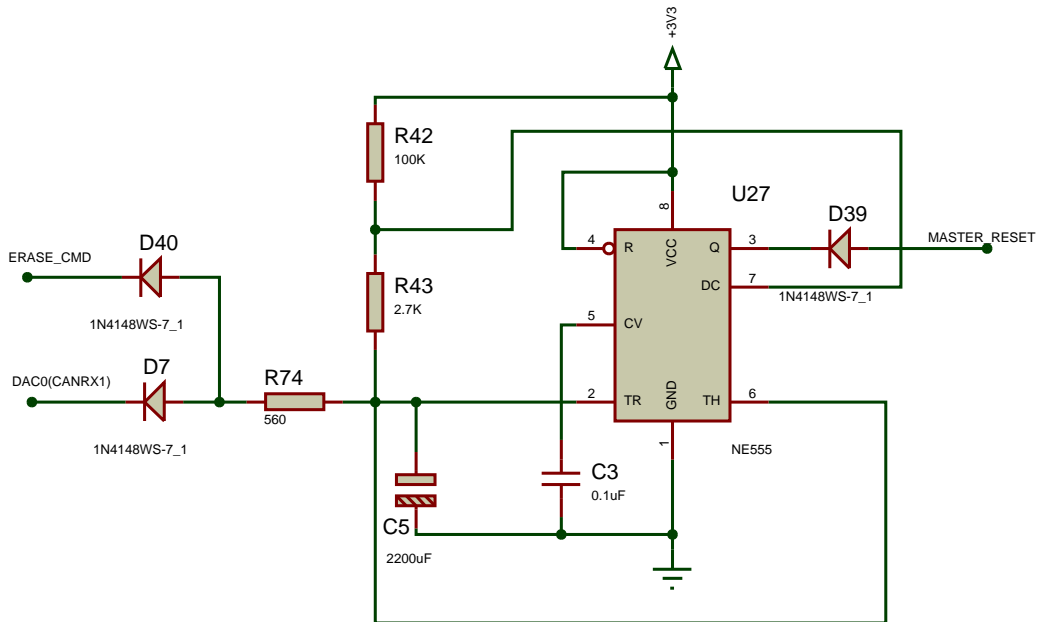 +3V3
R42
100K
U27
D39
MASTER_RESET
8
VCC
4
R
3
Q
D40
ERASE_CMD
1N4148WS-7_1
R43
2.7K
7
DC
1N4148WS-7_1
5
CV
D7
DAC0(CANRX1)
1N4148WS-7_1
R74
560
2
TR
GND
1
TH
6
NE555
C3
0.1uF
C5
2200uF